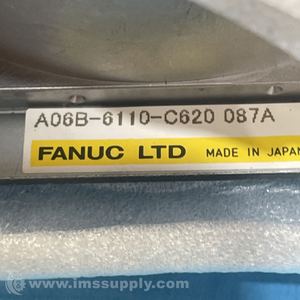 A06B-6110-C620 087A
FANUC LTD MADE IN JAPAN
© www.imssupply.com